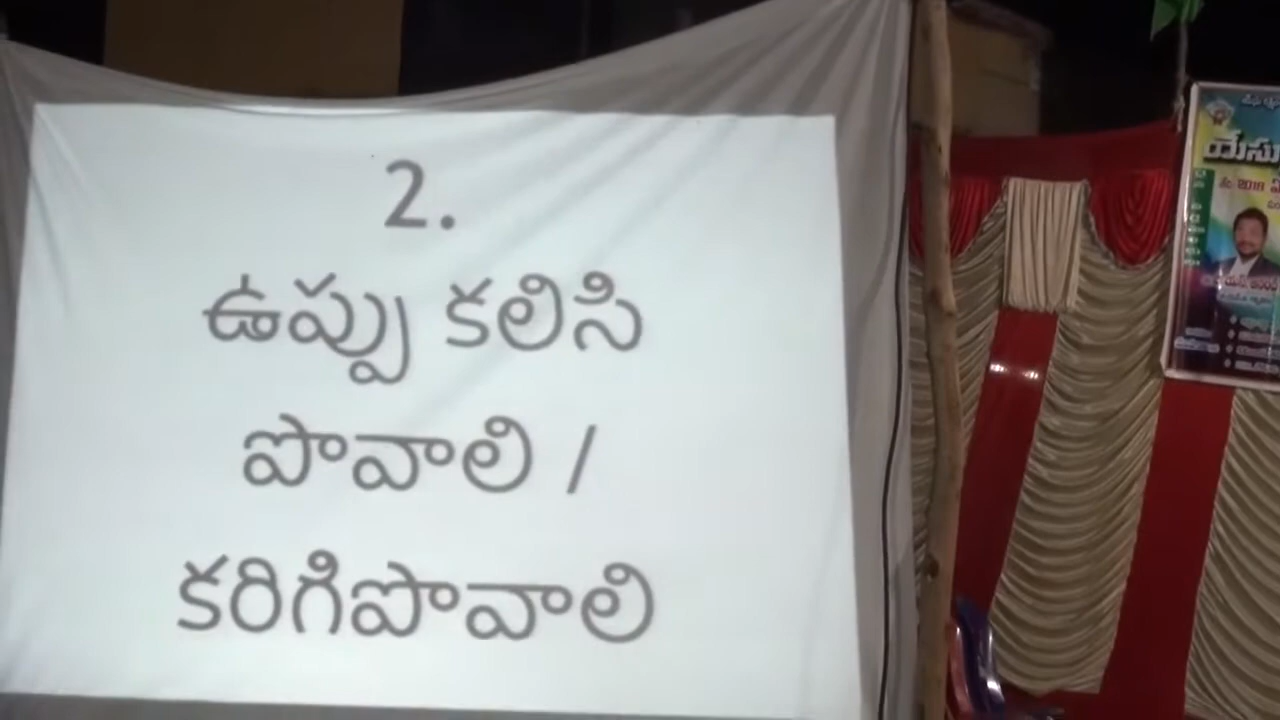 2.
ఉప్పు కలిసి
పోవాలి /
కరిగిపోవాలి
యేసు